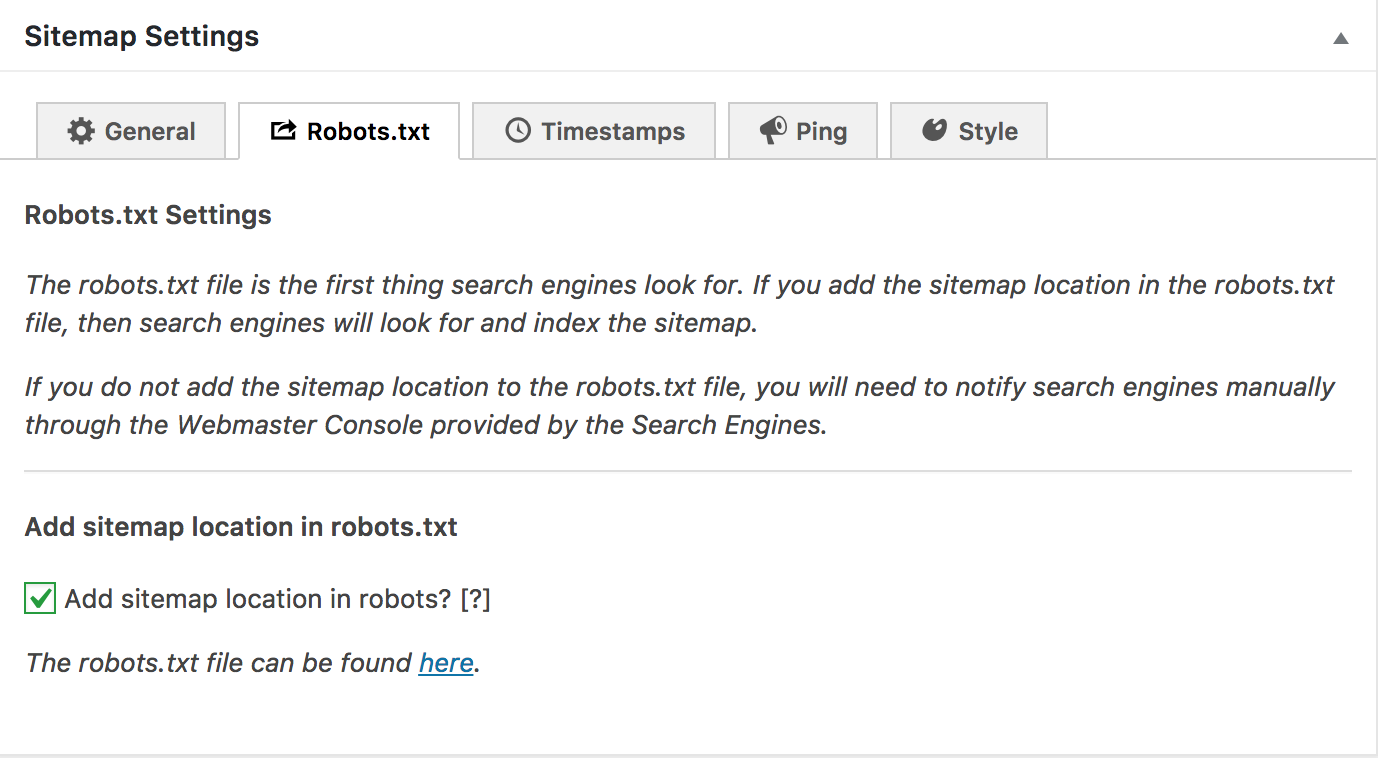 Sitemap Settings
General
Robots.txt
Timestamps
Ping
Style
Robots.txt Settings
The robots.txt file is the first thing search engines look for. If you add the sitemap location in the robots.txt
file, then search engines will look for and index the sitemap.
If you do not add the sitemap location to the robots.txt file, you will need to notify search engines manually
through the Webmaster Console provided by the Search Engines.
Add sitemap location in robots.txt
Add sitemap location in robots? [?]
The robots.txt file can be found here.